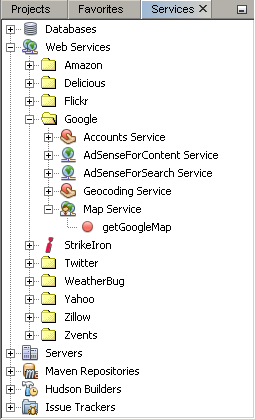 Projects Favorites Services
Databases
Web Services
Amazon
Delicious
Flickr
Google
Accounts Service
AdSenseForContent Service
AdSenseForSearch Service
Geocoding Service
Map Service
getGoogleMap
StrikeIron
Twitter
WeatherBug
Yahoo
Zillow
Zvents
Servers
Maven Repositories
Hudson Builders
Issue Trackers